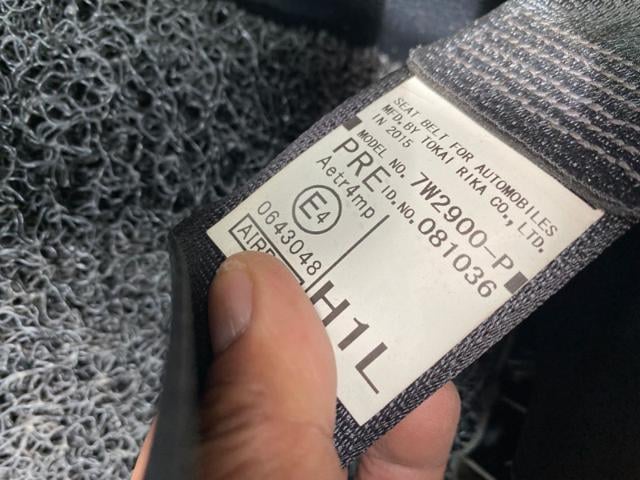 SEAT BELT FOR AUTOMOBILES
MFD.BY TOKAI RIKA CO., LTD.
IN 2015
MODEL NO. 7W2900-P
PRE ID.NO. 081036
Aetr4mp
E4
0643048
H1L